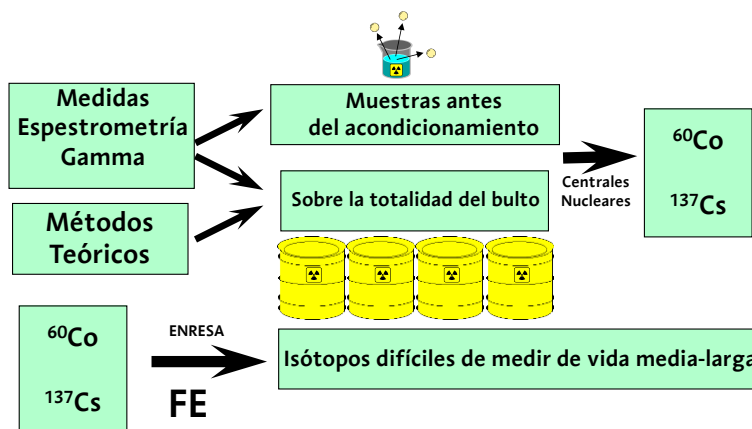 Medidas
Espestrometría
Gamma
Muestras antes
del acondicionamiento
Métodos
Teóricos
Sobre la totalidad del bulto
Centrales
Nucleares
⁶⁰Co
¹³⁷Cs
⁶⁰Co
¹³⁷Cs
ENRESA
FE
Isótopos difíciles de medir de vida media-larga